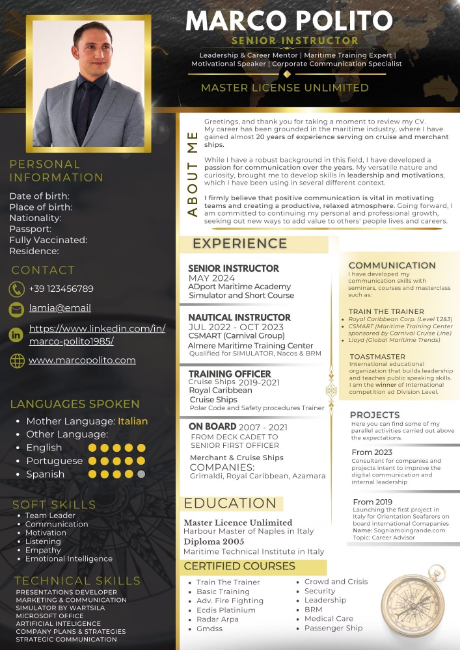 MARCO POLITO
SENIOR INSTRUCTOR
Leadership & Career Mentor | Maritime Training Expert |
Motivational Speaker | Corporate Communication Specialist
MASTER LICENSE UNLIMITED
PERSONAL
INFORMATION
Date of birth:
Place of birth:
Nationality:
Passport:
Fully Vaccined:
Residence:
CONTACT
+39 123456789
lamia@email
in
https://www.linkedin.com/in/
marco-polito1985/
www.marcopolito.com
LANGUAGES SPOKEN
• Mother Language: Italian
• Other Language:
• English
• Portuguese
• Spanish
SOFT SKILLS
• Team Leader
• Communication
• Motivation
• Listening
• Empathy
• Emotional Intelligence
TECHNICAL SKILLS
PRESENTATIONS DEVELOPER
MARKETING & COMMUNICATION
SIMULATOR BY WARTSILA
MICROSOFT OFFICE
ARTIFICIAL INTELIGENCE
COMPANY PLANS & STRATEGIES
STRATEGIC COMMUNICATION
ABOUT ME
Greetings, and thank you for taking a moment to review my CV.
My career has been grounded in the maritime industry, where I have
gained almost 20 years of experience serving on cruise and merchant
ships.
While I have a robust background in this field, I have developed a
passion for communication over the years. My versatile nature and
curiosity, brought me to develop skills in leadership and motivations,
which I have been using in several different context.
I firmly believe that positive communication is vital in motivating
teams and creating a productive, relaxed atmosphere. Going forward, I
am committed to continuing my personal and professional growth,
seeking out new ways to add value to others' people lives and careers.
EXPERIENCE
SENIOR INSTRUCTOR
MAY 2024
ADport Maritime Academy
Simulator and Short Course
NAUTICAL INSTRUCTOR
JUL 2022 - OCT 2023
CSMART (Carnival Group)
Almere Maritime Training Center
Qualified for SIMULATOR, Nacos & BRM
TRAINING OFFICER
Cruise Ships 2019-2021
Royal Caribbean
Cruise Ships
Polar Code and Safety procedures Trainer
ON BOARD 2007 - 2021
FROM DECK CADET TO
SENIOR FIRST OFFICER
Merchant & Cruise Ships
COMPANIES:
Grimaldi, Royal Caribbean, Azamara
EDUCATION
Master Licence Unlimited
Harbour Master of Naples in Italy
Diploma 2005
Maritime Technical Institute in Italy
CERTIFIED COURSES
• Train The Trainer
• Basic Training
• Adv. Fire Fighting
• Ecdis Platinium
• Radar Arpa
• Gmdss
• Crowd and Crisis
• Security
• Leadership
• BRM
• Medical Care
• Passenger Ship
COMMUNICATION
I have developed my
communication skills with
seminars, courses and masterclass
such as:
TRAIN THE TRAINER
• Royal Caribbean Corp. (Level 1,2&3)
• CSMART (Maritime Training Center
sponsored by Carnival Cruise Line)
• Lloyd (Global Maritime Trends)
TOASTMASTER
International educational
organization that builds leadership
and teaches public speaking skills.
I am the winner of International
competition ad Division Level.
PROJECTS
Here you can find some of my
parallel activities carried out above
the expectations.
From 2023
Consultant for companies and
projects intent to improve the
digital communication and
internal leadership
From 2019
Launching the first project in
Italy for Orientation Seafarers on
board International Comapanies
Name: Sogniamoingrande.com
Topic: Career Advisor